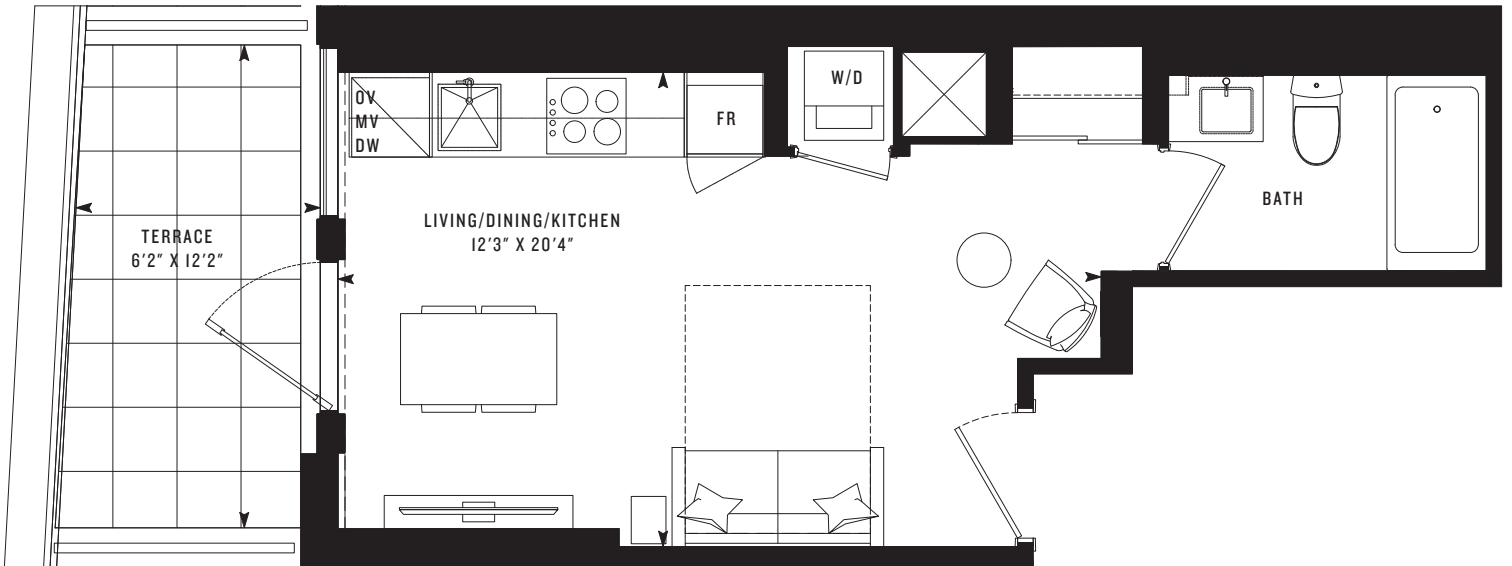 OV
MV
DW
FR
W/D
LIVING/DINING/KITCHEN
12'3" X 20'4"
TERRACE
6'2" X 12'2"
BATH